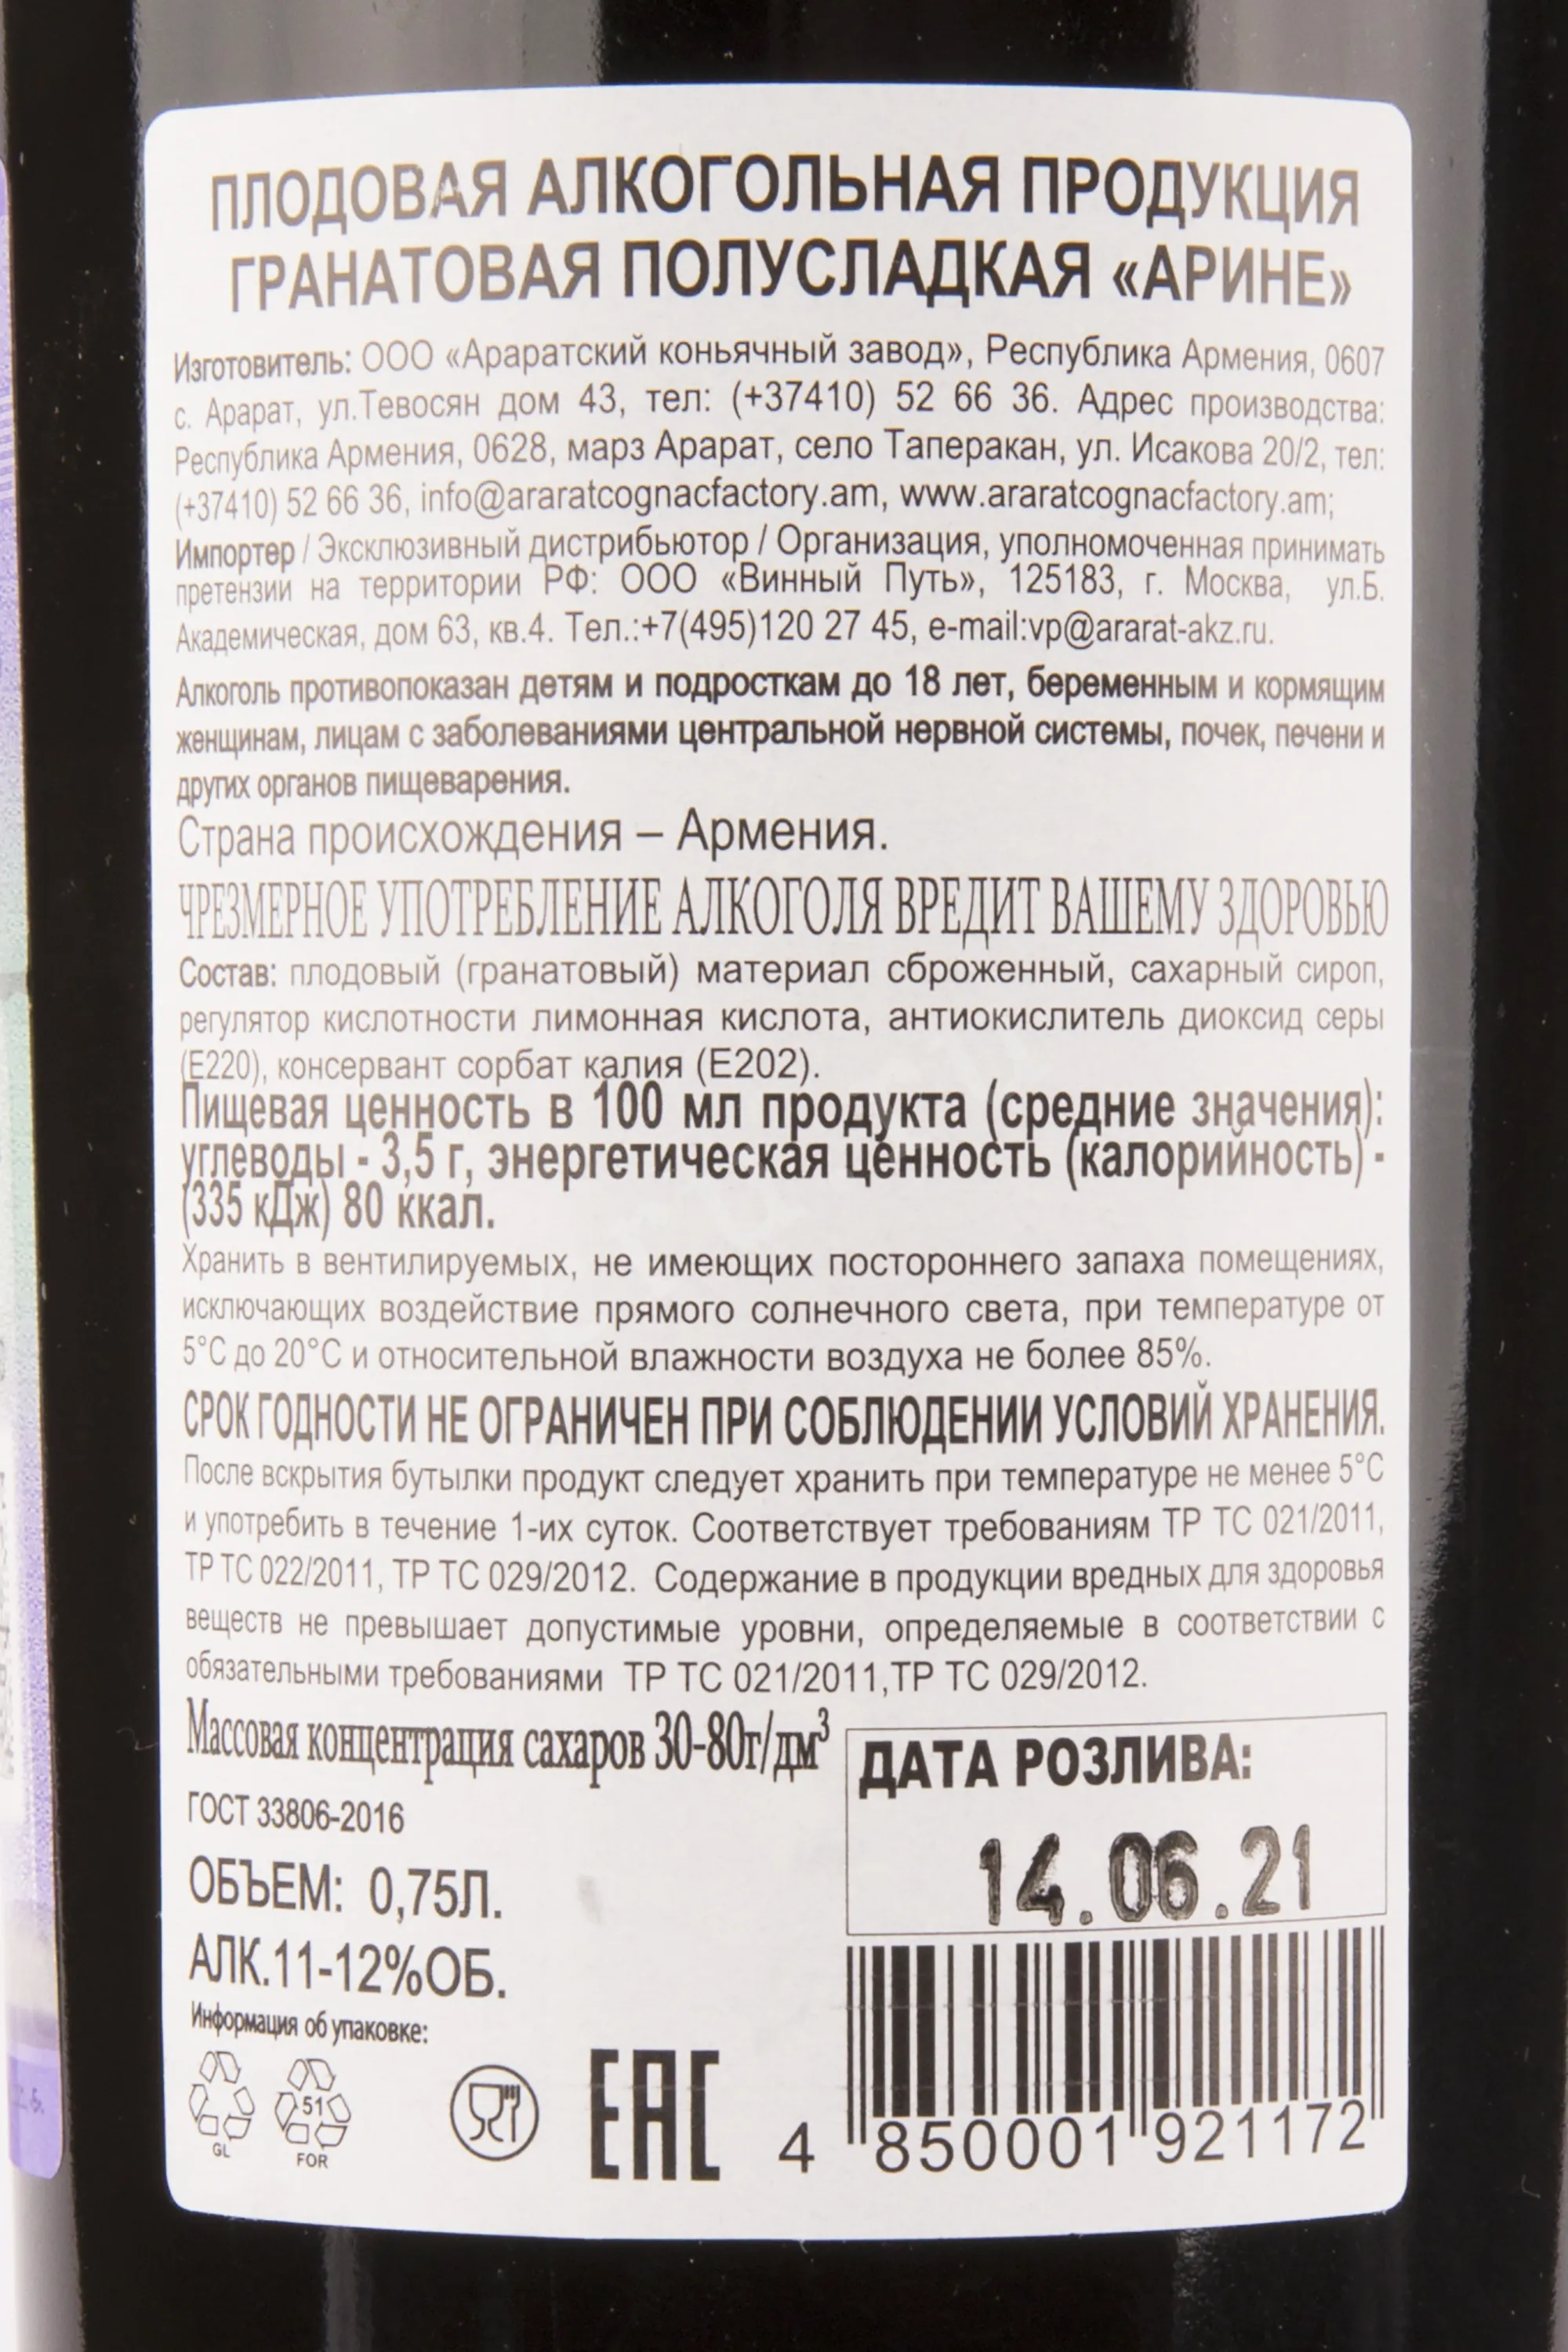 ПЛОДОВАЯ АЛКОГОЛЬНАЯ ПРОДУКЦИЯ
ГРАНАТОВАЯ ПОЛУСЛАДКАЯ «АРИНЕ»
Изготовитель: ООО «Араратский коньячный завод», Республика Армения, 0607
с. Арарат, ул.Тевосян дом 43, тел: (+37410) 52 66 36. Адрес производства:
Республика Армения, 0628, марз Арарат, село Таперакан, ул. Исакова 20/2, тел:
(+37410) 52 66 36, info@araratcognacfactory.am, www.araratcognacfactory.am;
Импортер / Эксклюзивный дистрибьютор / Организация, уполномоченная принимать
претензии на территории РФ: ООО «Винный Путь», 125183, г. Москва, ул.Б.
Академическая, дом 63, кв.4. Тел.:+7(495)120 27 45, e-mail:vp@ararat-akz.ru.
Алкоголь противопоказан детям и подросткам до 18 лет, беременным и кормящим
женщинам, лицам с заболеваниями центральной нервной системы, почек, печени и
других органов пищеварения.
Страна происхождения – Армения.
ЧРЕЗМЕРНОЕ УПОТРЕБЛЕНИЕ АЛКОГОЛЯ ВРЕДИТ ВАШЕМУ ЗДОРОВЬЮ
Состав: плодовый (гранатовый) материал сброженный, сахарный сироп,
регулятор кислотности лимонная кислота, антиокислитель диоксид серы
(Е220), консервант сорбат калия (Е202).
Пищевая ценность в 100 мл продукта (средние значения):
углеводы - 3,5 г, энергетическая ценность (калорийность) -
(335 кДж) 80 ккал.
Хранить в вентилируемых, не имеющих постороннего запаха помещениях,
исключающих воздействие прямого солнечного света, при температуре от
5°С до 20°С и относительной влажности воздуха не более 85%.
СРОК ГОДНОСТИ НЕ ОГРАНИЧЕН ПРИ СОБЛЮДЕНИИ УСЛОВИЙ ХРАНЕНИЯ.
После вскрытия бутылки продукт следует хранить при температуре не менее 5°С
и употребить в течение 1-их суток. Соответствует требованиям ТР ТС 021/2011,
ТР ТС 022/2011, ТР ТС 029/2012. Содержание в продукции вредных для здоровья
веществ не превышает допустимые уровни, определяемые в соответствии с
обязательными требованиями ТР ТС 021/2011,ТР ТС 029/2012.
Массовая концентрация сахаров 30-80г/дм³
ДАТА РОЗЛИВА:
14.06.21
ГОСТ 33806-2016
ОБЪЕМ: 0,75Л.
АЛК.11-12%ОБ.
Информация об упаковке:
GL
51
FOR
ЕАС
4 850001 921172